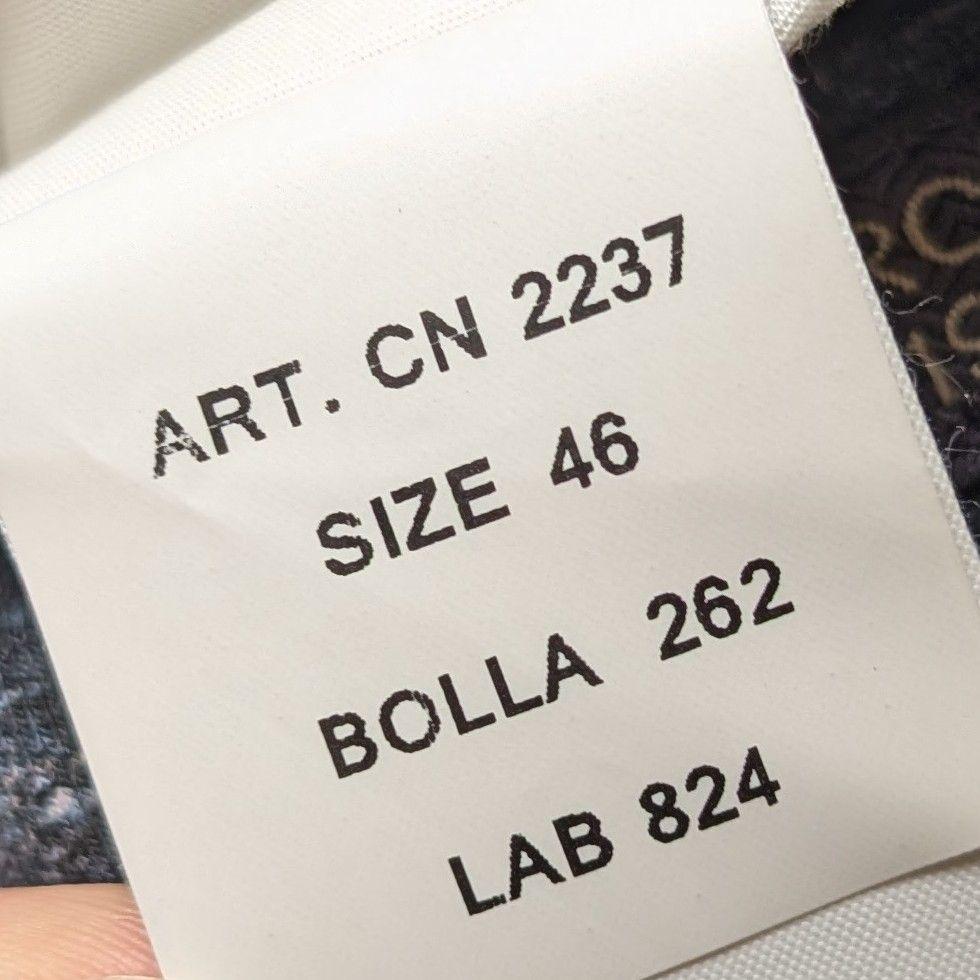 ART. CN 2237
SIZE 46
BOLLA 262
LAB 824